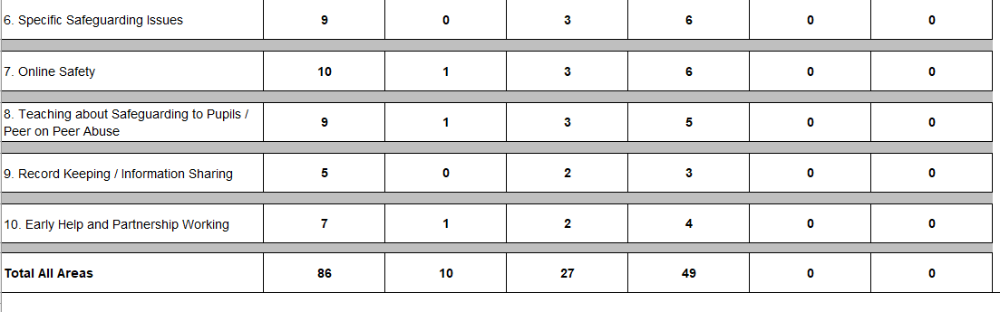 6. Specific Safeguarding Issues 9 0 3 6 0 0
7. Online Safety 10 1 3 6 0 0
8. Teaching about Safeguarding to Pupils /
Peer on Peer Abuse 9 1 3 5 0 0
9. Record Keeping / Information Sharing 5 0 2 3 0 0
10. Early Help and Partnership Working 7 1 2 4 0 0
Total All Areas 86 10 27 49 0 0